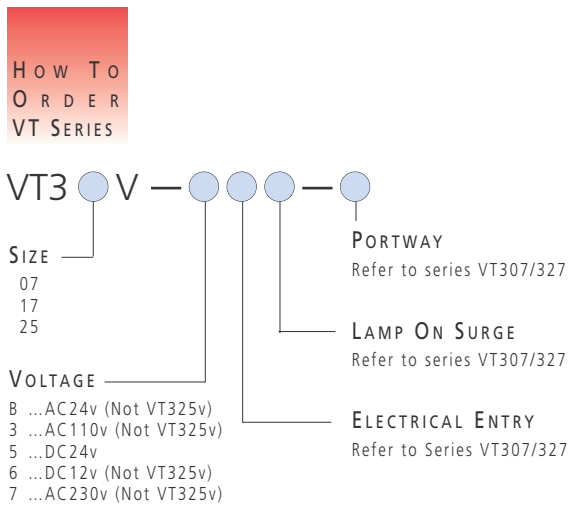 HOW TO
ORDER
VT SERIES
VT3 V — —
SIZE
07
17
25
VOLTAGE
B ...AC24v (Not VT325v)
3 ...AC110v (Not VT325v)
5 ...DC24v
6 ...DC12v (Not VT325v)
7 ...AC230v (Not VT325v)
PORTWAY
Refer to series VT307/327
LAMP ON SURGE
Refer to series VT307/327
ELECTRICAL ENTRY
Refer to Series VT307/327